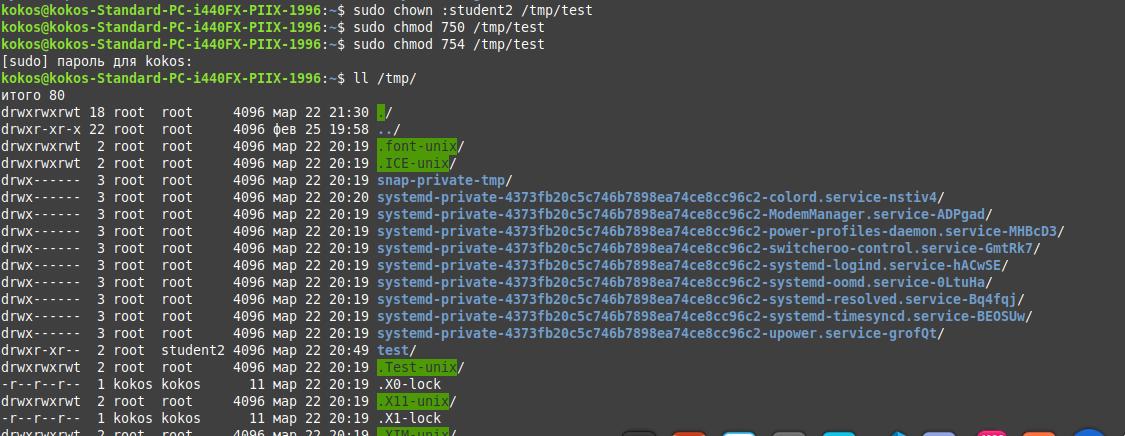 kokos@kokos-Standard-PC-i440FX-PIIX-1996:~$ sudo chown :student2 /tmp/test
kokos@kokos-Standard-PC-i440FX-PIIX-1996:~$ sudo chmod 750 /tmp/test
kokos@kokos-Standard-PC-i440FX-PIIX-1996:~$ sudo chmod 754 /tmp/test
[sudo] пароль для kokos:
kokos@kokos-Standard-PC-i440FX-PIIX-1996:~$ ll /tmp/
итого 80
drwxrwxrwt 18 root  root     4096 мар 22 21:30 ./
drwxr-xr-x 22 root  root     4096 фев 25 19:58 ../
drwxrwxrwt  2 root  root     4096 мар 22 20:19 .font-unix/
drwxrwxrwt  2 root  root     4096 мар 22 20:19 .ICE-unix/
drwx------  3 root  root     4096 мар 22 20:19 snap-private-tmp/
drwx------  3 root  root     4096 мар 22 20:20 systemd-private-4373fb20c5c746b7898ea74ce8cc96c2-colord.service-nstiv4/
drwx------  3 root  root     4096 мар 22 20:19 systemd-private-4373fb20c5c746b7898ea74ce8cc96c2-ModemManager.service-ADPgad/
drwx------  3 root  root     4096 мар 22 20:19 systemd-private-4373fb20c5c746b7898ea74ce8cc96c2-power-profiles-daemon.service-MHBcD3/
drwx------  3 root  root     4096 мар 22 20:19 systemd-private-4373fb20c5c746b7898ea74ce8cc96c2-switcheroo-control.service-GmtRk7/
drwx------  3 root  root     4096 мар 22 20:19 systemd-private-4373fb20c5c746b7898ea74ce8cc96c2-systemd-logind.service-hACwSE/
drwx------  3 root  root     4096 мар 22 20:19 systemd-private-4373fb20c5c746b7898ea74ce8cc96c2-systemd-oomd.service-0LtuHa/
drwx------  3 root  root     4096 мар 22 20:19 systemd-private-4373fb20c5c746b7898ea74ce8cc96c2-systemd-resolved.service-Bq4fqj/
drwx------  3 root  root     4096 мар 22 20:19 systemd-private-4373fb20c5c746b7898ea74ce8cc96c2-systemd-timesyncd.service-BEOSUw/
drwx------  3 root  root     4096 мар 22 20:19 systemd-private-4373fb20c5c746b7898ea74ce8cc96c2-upower.service-grofQt/
drwxr-xr--  2 root  student2 4096 мар 22 20:49 test/
drwxrwxrwt  2 root  root     4096 мар 22 20:19 .Test-unix/
-r--r--r--  1 kokos kokos      11 мар 22 20:19 .X0-lock
drwxrwxrwt  2 root  root     4096 мар 22 20:19 .X11-unix/
-r--r--r--  1 kokos kokos      11 мар 22 20:19 .X1-lock
drwxrwxrwt  2 root  root     4096 мар 22 20:19 .XIM-unix/